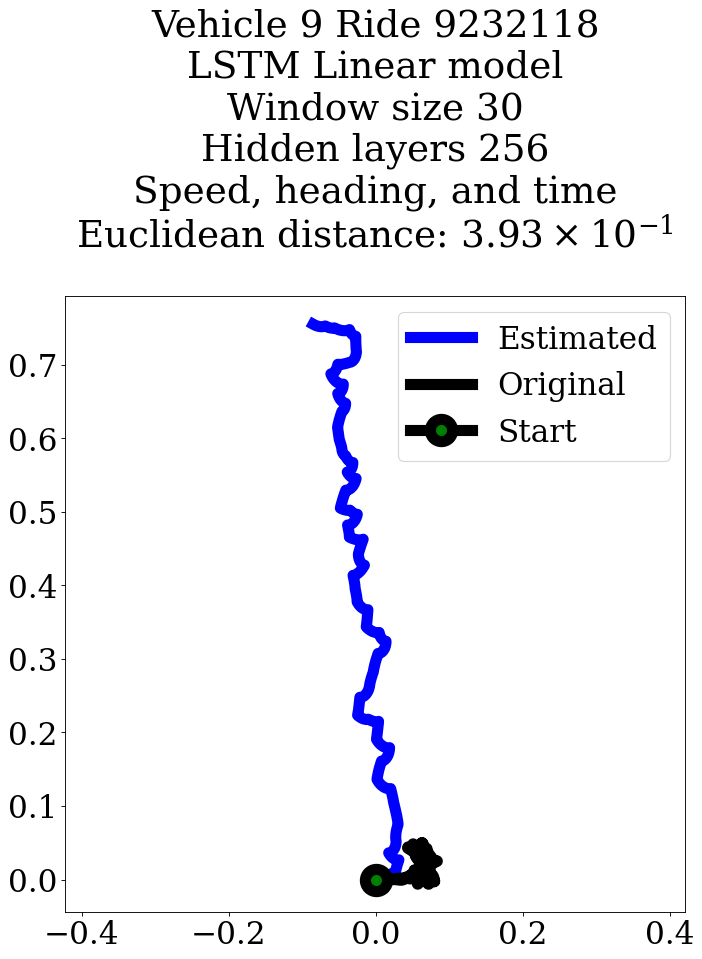 Vehicle 9 Ride 9232118
LSTM Linear model
Window size 30
Hidden layers 256
Speed, heading, and time
Euclidean distance: 3.93 × 10⁻¹
Estimated
Original
Start
0.7
0.6
0.5
0.4
0.3
0.2
0.1
0.0
−0.4 −0.2 0.0 0.2 0.4